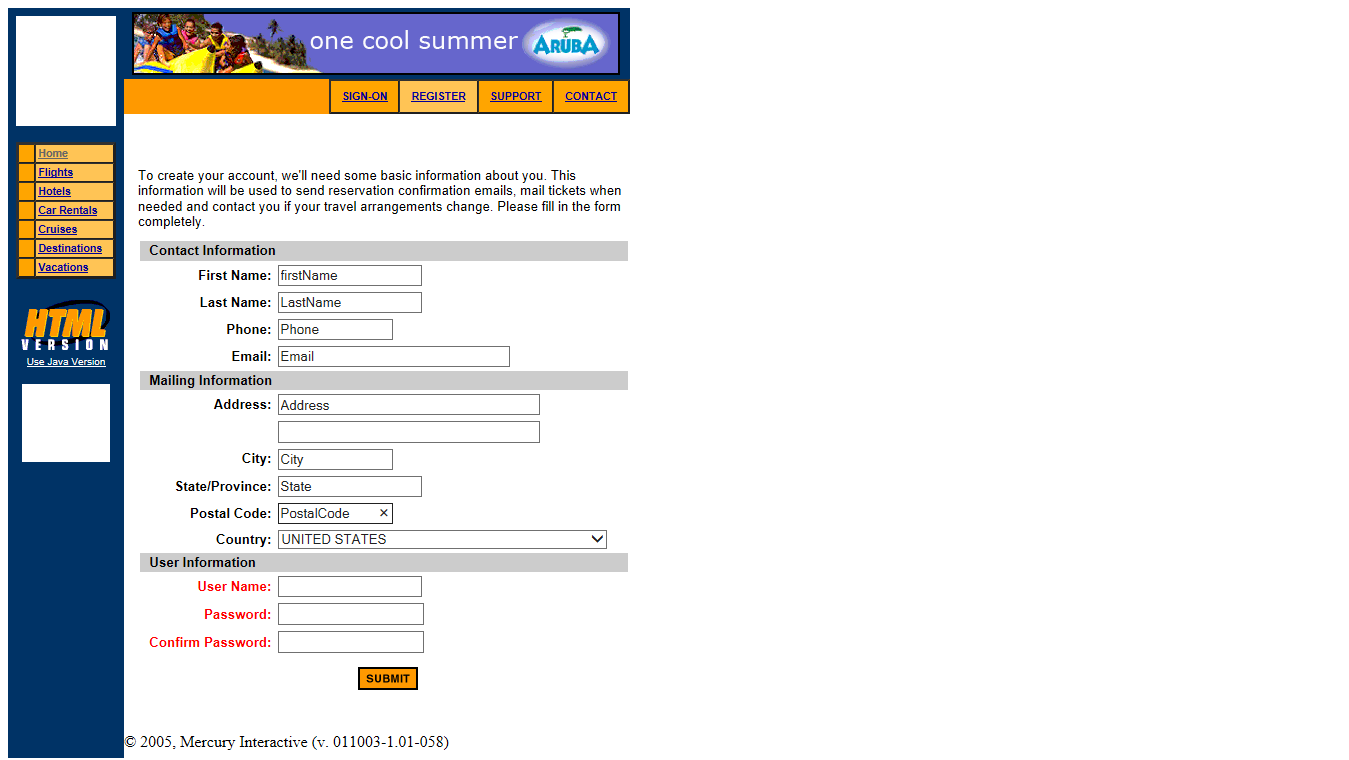 one cool summer ARUBA
SIGN-ON REGISTER SUPPORT CONTACT
Home
Flights
Hotels
Car Rentals
Cruises
Destinations
Vacations
HTML
VERSION
Use Java Version
To create your account, we'll need some basic information about you. This
information will be used to send reservation confirmation emails, mail tickets when
needed and contact you if your travel arrangements change. Please fill in the form
completely.
Contact Information
First Name: firstName
Last Name: LastName
Phone: Phone
Email: Email
Mailing Information
Address: Address
City: City
State/Province: State
Postal Code: PostalCode ×
Country: UNITED STATES
User Information
User Name:
Password:
Confirm Password:
SUBMIT
© 2005, Mercury Interactive (v. 011003-1.01-058)